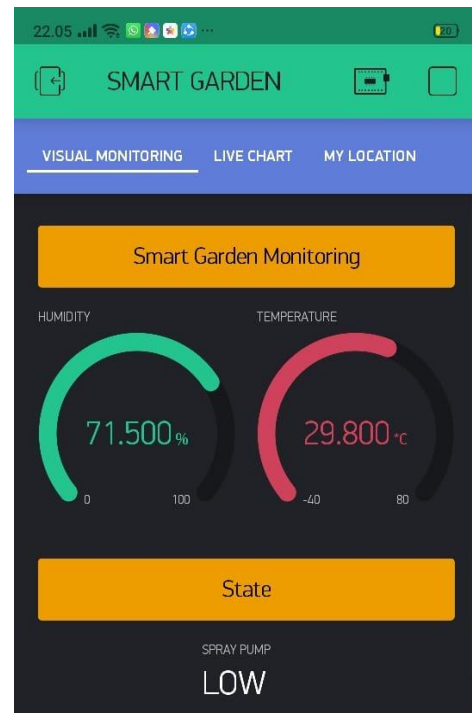 22.05 ... 20
SMART GARDEN
VISUAL MONITORING LIVE CHART MY LOCATION
Smart Garden Monitoring
HUMIDITY TEMPERATURE
71.500 % 29.800 °C
0 100 -40 80
State
SPRAY PUMP
LOW